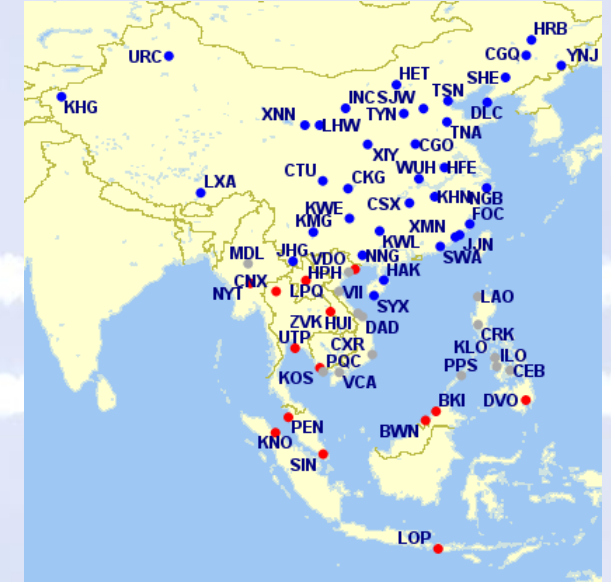 HRB
CGQ
YNJ
URC
SHE
HET
KHG
INC SJW TSN
TYN
DLC
XNN
LHW
TNA
CGO
XIY
WUH HFE
CTU
CKG
LXA
KHN NGB
CSX
KWE
FOC
KMG
XMN
KWL
JJN
SWA
MDL
JHG VDO NNG
HPH
HAK
CNX
NYT
LPQ
VII
SYX
LAO
ZVK HUI DAD
UTP
CXR
CRK
KLO
ILO
PQC
PPS
CEB
KOS
VCA
BKI
DVO
PEN
BWN
KNO
SIN
LOP